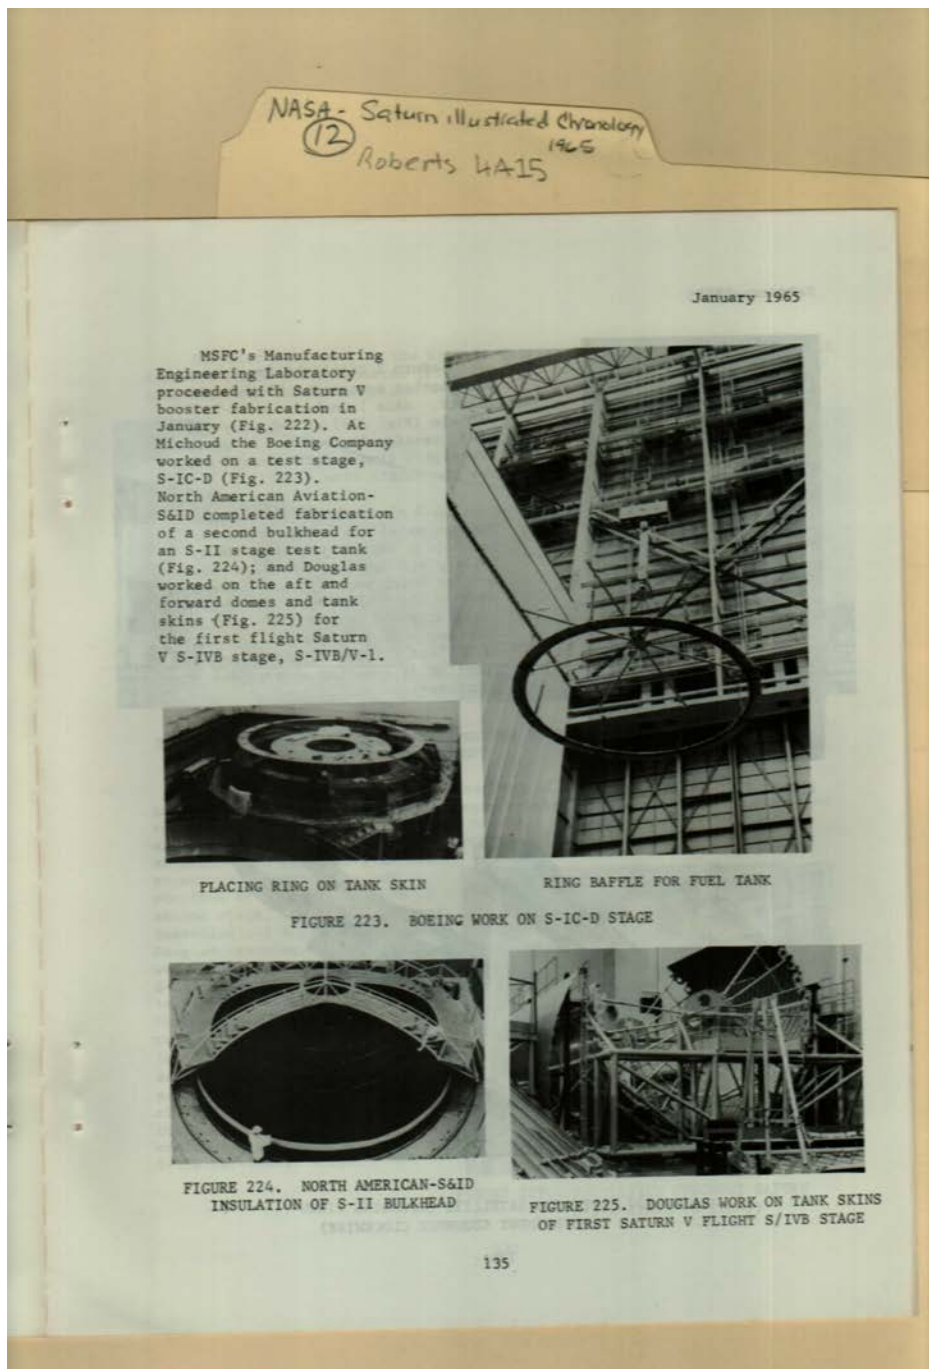 NASA - Saturn illustrated Chronology
12
1965
Roberts 4A15
January 1965
MSFC's Manufacturing
Engineering Laboratory
proceeded with Saturn V
booster fabrication in
January (Fig. 222). At
Michoud the Boeing Company
worked on a test stage,
S-IC-D (Fig. 223).
North American Aviation-
S&ID completed fabrication
of a second bulkhead for
an S-II stage test tank
(Fig. 224); and Douglas
worked on the aft and
forward domes and tank
skins (Fig. 225) for
the first flight Saturn
V S-IVB stage, S-IVB/V-1.
PLACING RING ON TANK SKIN
RING BAFFLE FOR FUEL TANK
FIGURE 223. BOEING WORK ON S-IC-D STAGE
FIGURE 224. NORTH AMERICAN-S&ID
INSULATION OF S-II BULKHEAD
FIGURE 225. DOUGLAS WORK ON TANK SKINS
OF FIRST SATURN V FLIGHT S/IVB STAGE
135